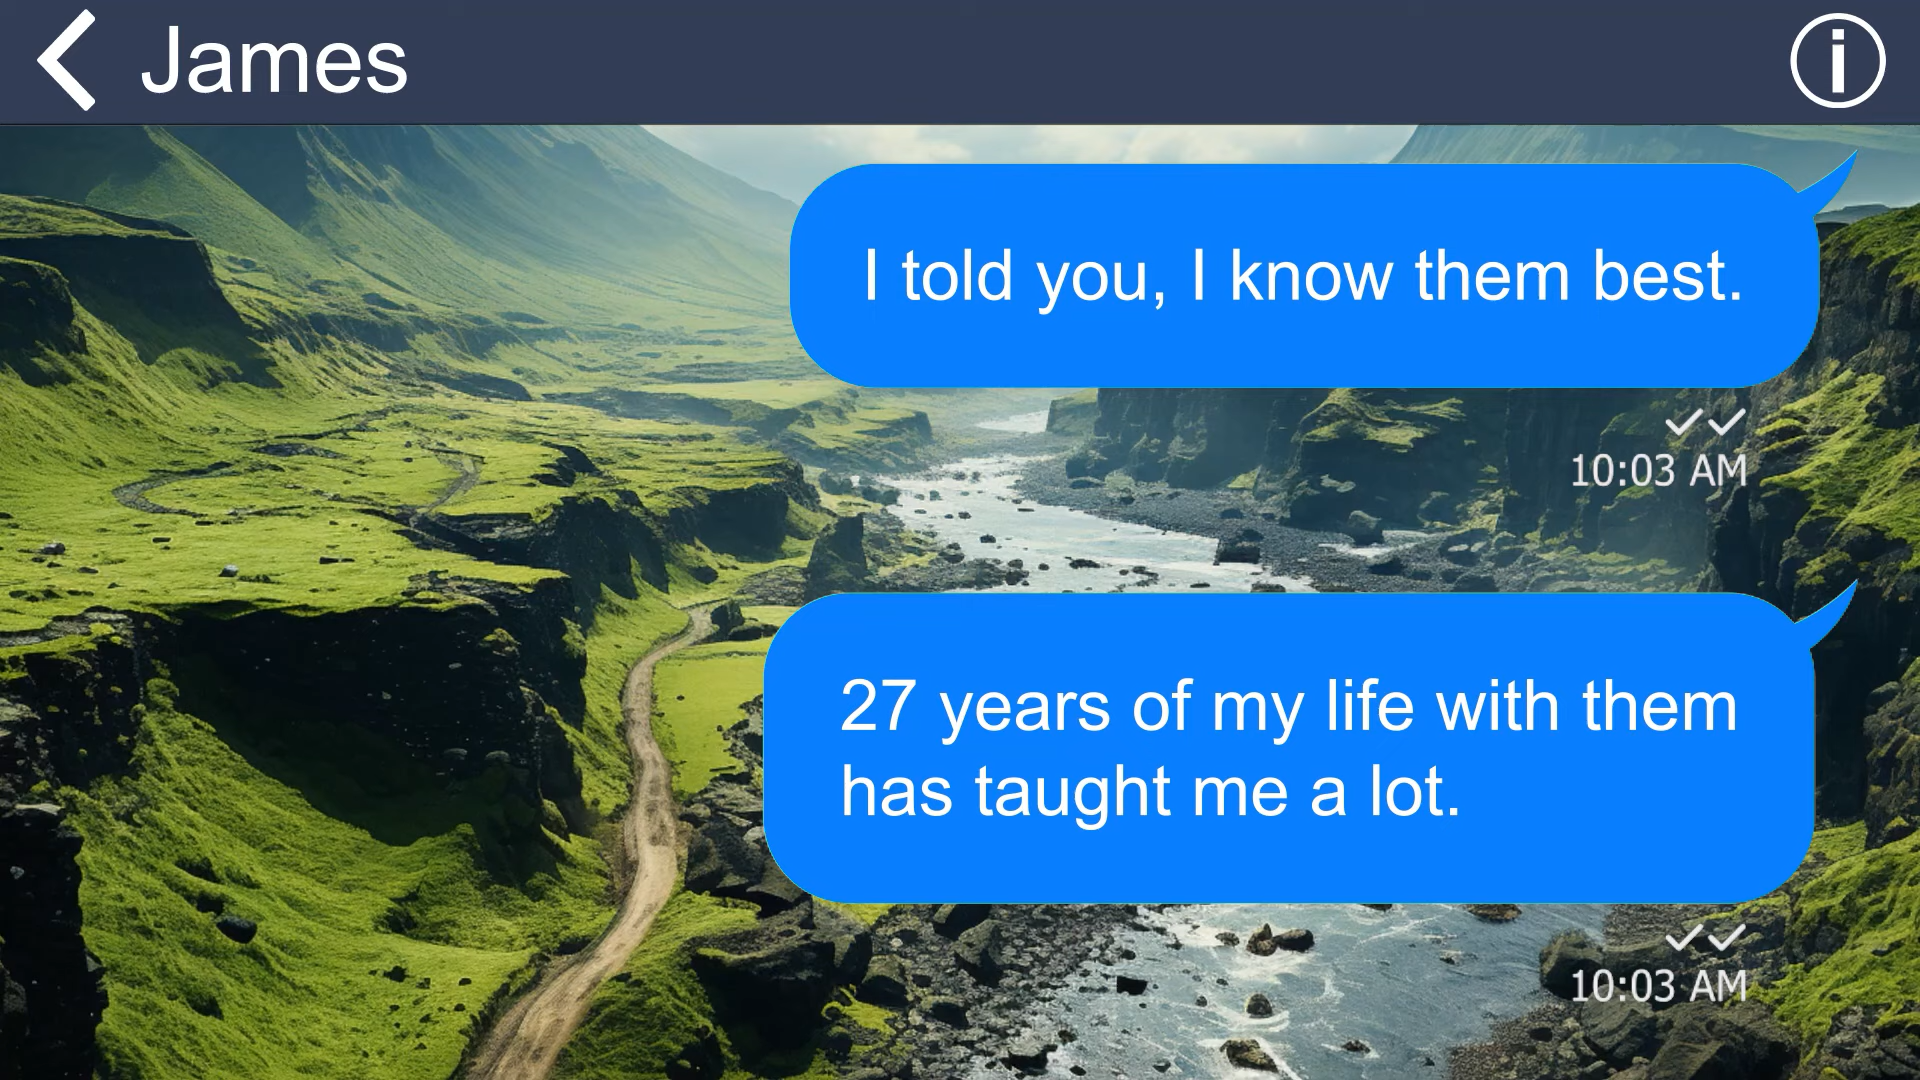 James
I told you, I know them best.
10:03 AM
27 years of my life with them
has taught me a lot.
10:03 AM